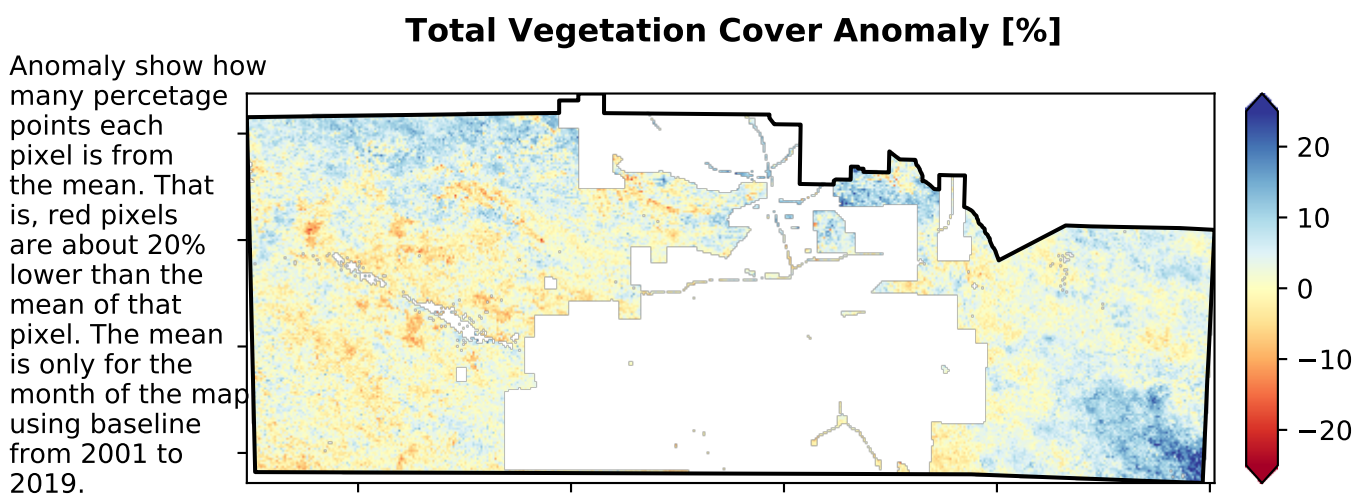 Total Vegetation Cover Anomaly [%]
Anomaly show how
many percetage
points each
pixel is from
the mean. That
is, red pixels
are about 20%
lower than the
mean of that
pixel. The mean
is only for the
month of the map
using baseline
from 2001 to
2019.
20
10
0
−10
−20